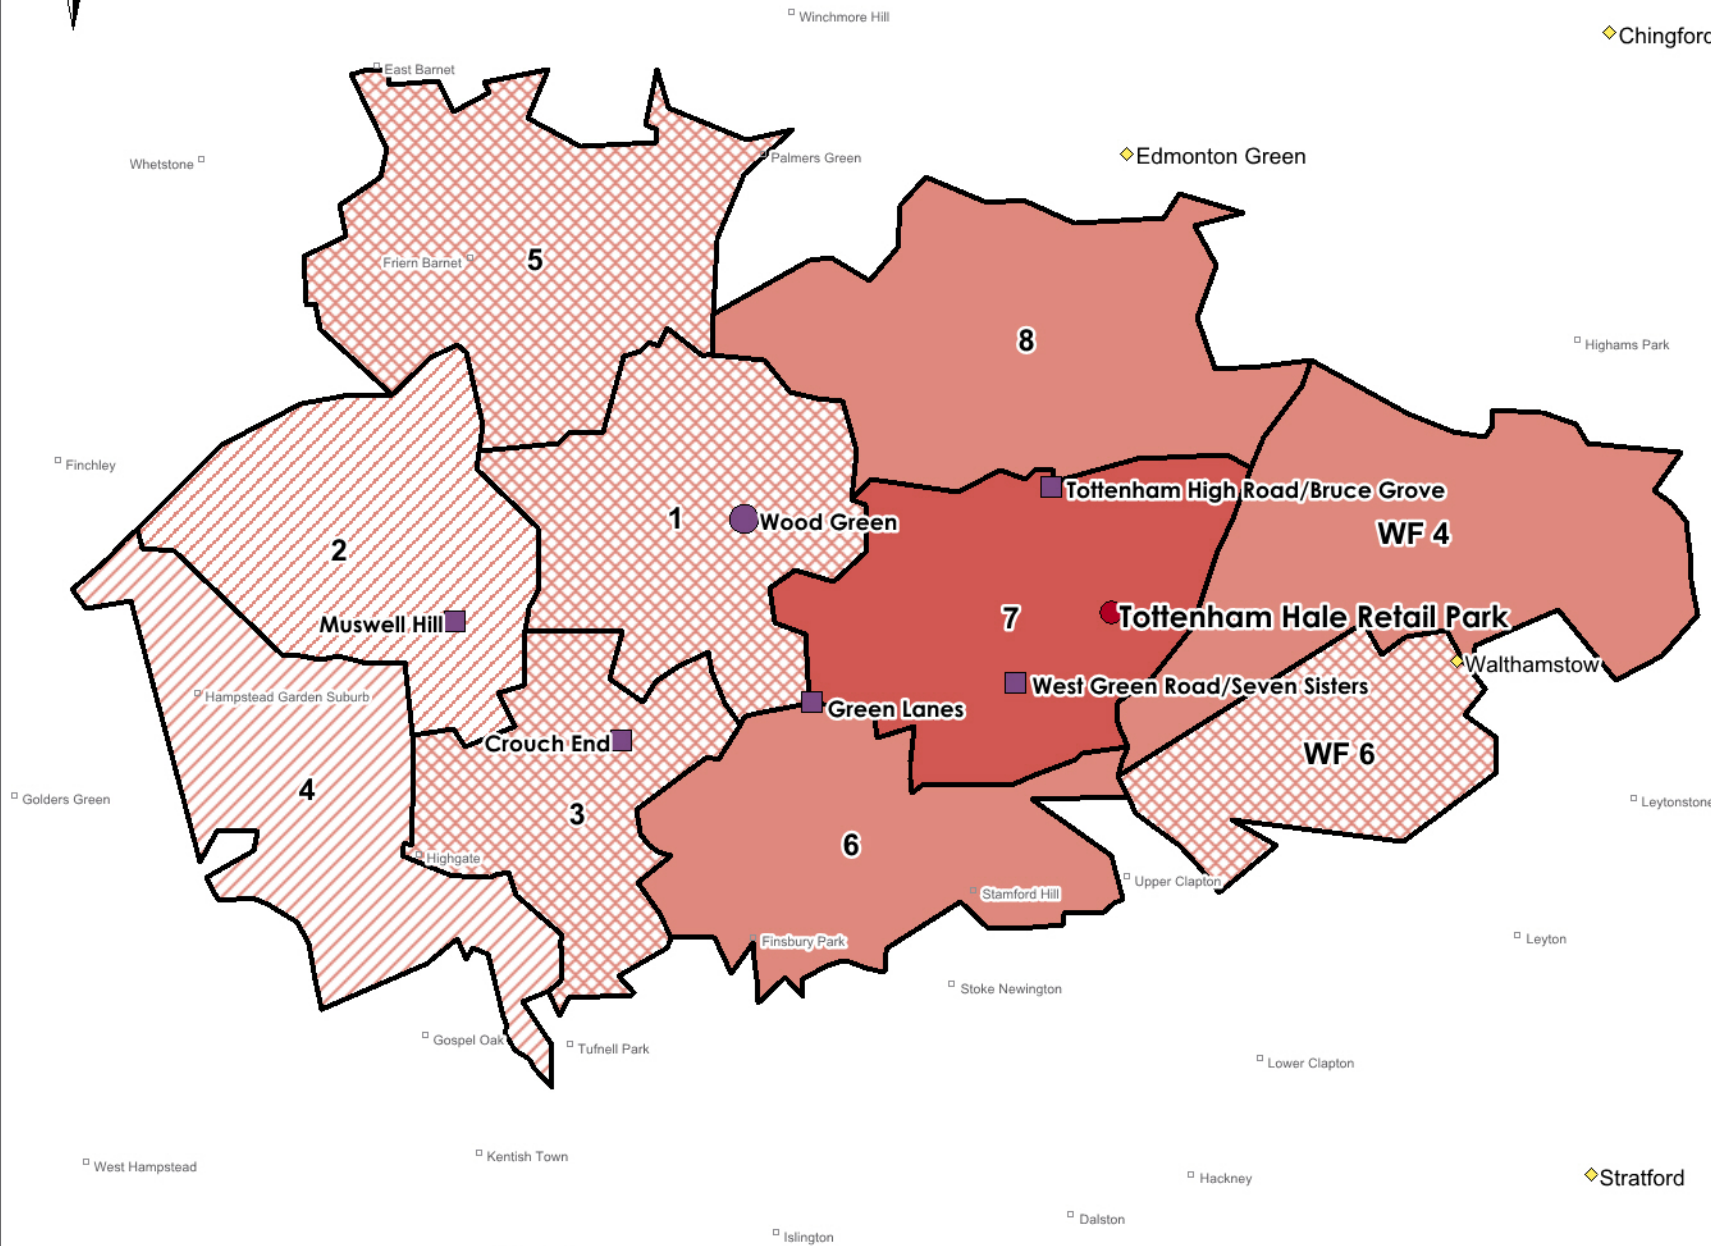 Winchmore Hill
Chingford
East Barnet
Edmonton Green
Palmers Green
Whetstone
5
Friern Barnet
8
Highams Park
Finchley
Tottenham High Road/Bruce Grove
1
Wood Green
WF 4
2
7
Tottenham Hale Retail Park
Muswell Hill
Walthamstow
West Green Road/Seven Sisters
Hampstead Garden Suburb
Green Lanes
Crouch End
WF 6
4
Golders Green
Leytonstone
3
6
Highgate
Upper Clapton
Stamford Hill
Finsbury Park
Leyton
Stoke Newington
Gospel Oak
Tufnell Park
Lower Clapton
Kentish Town
West Hampstead
Hackney
Stratford
Dalston
Islington